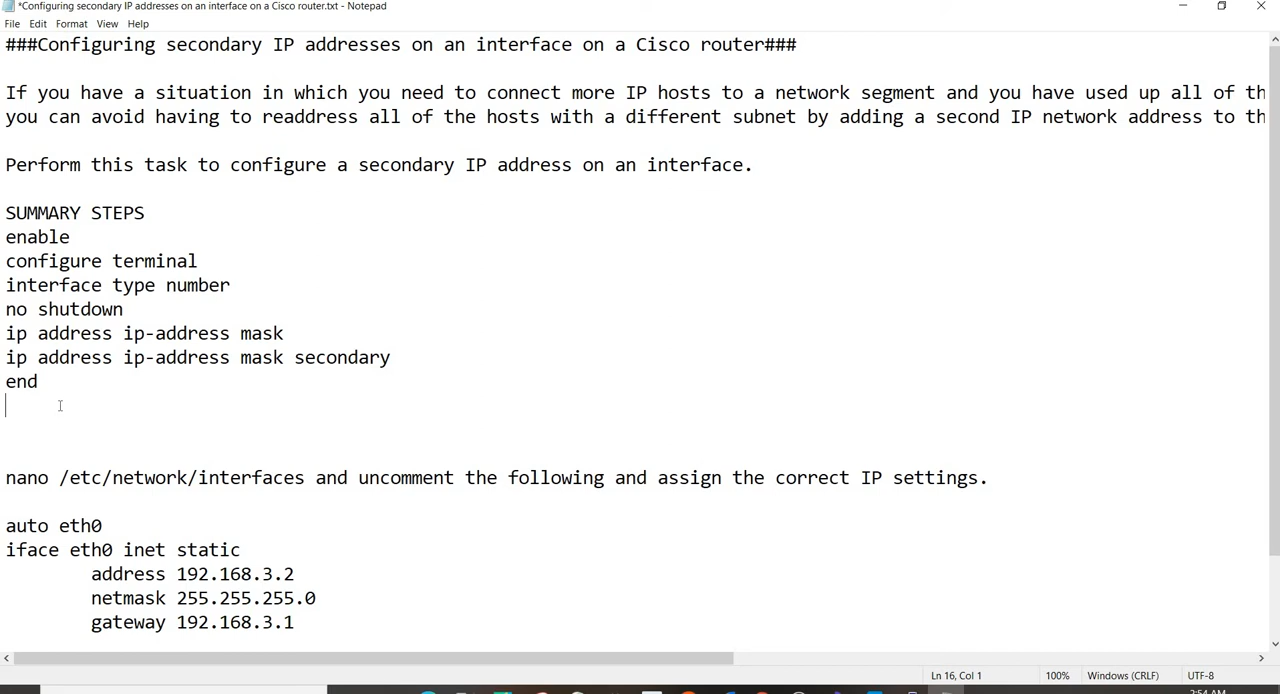 *Configuring secondary IP addresses on an interface on a Cisco router.txt - Notepad
File Edit Format View Help
###Configuring secondary IP addresses on an interface on a Cisco router###
If you have a situation in which you need to connect more IP hosts to a network segment and you have used up all of th
you can avoid having to readdress all of the hosts with a different subnet by adding a second IP network address to th
Perform this task to configure a secondary IP address on an interface.
SUMMARY STEPS
enable
configure terminal
interface type number
no shutdown
ip address ip-address mask
ip address ip-address mask secondary
end
nano /etc/network/interfaces and uncomment the following and assign the correct IP settings.
auto eth0
iface eth0 inet static
address 192.168.3.2
netmask 255.255.255.0
gateway 192.168.3.1
Ln 16, Col 1 100% Windows (CRLF) UTF-8
2:54 AM